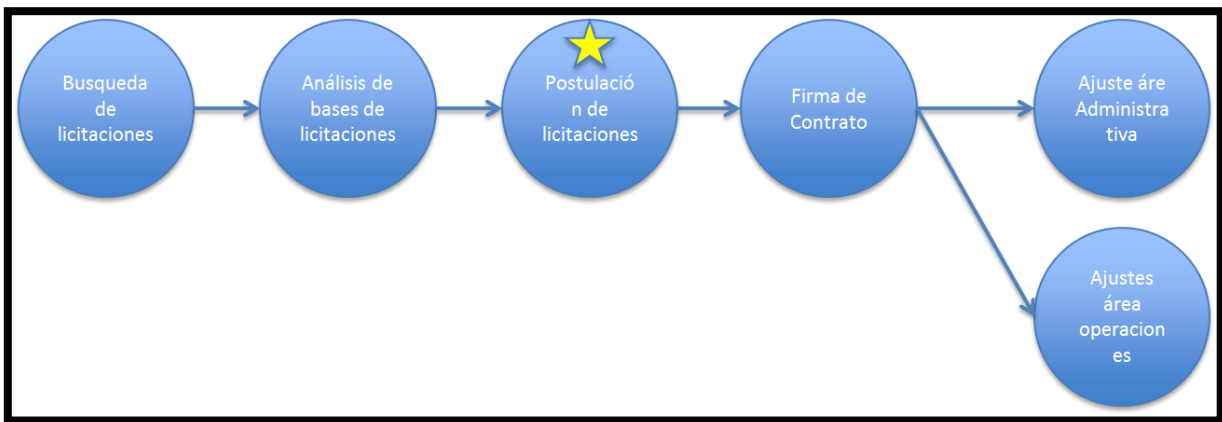 Busqueda
de
licitaciones
Análisis de
bases de
licitaciones
Postulació
n de
licitaciones
Firma de
Contrato
Ajuste áre
Administra
tiva
Ajustes
área
operacion
es